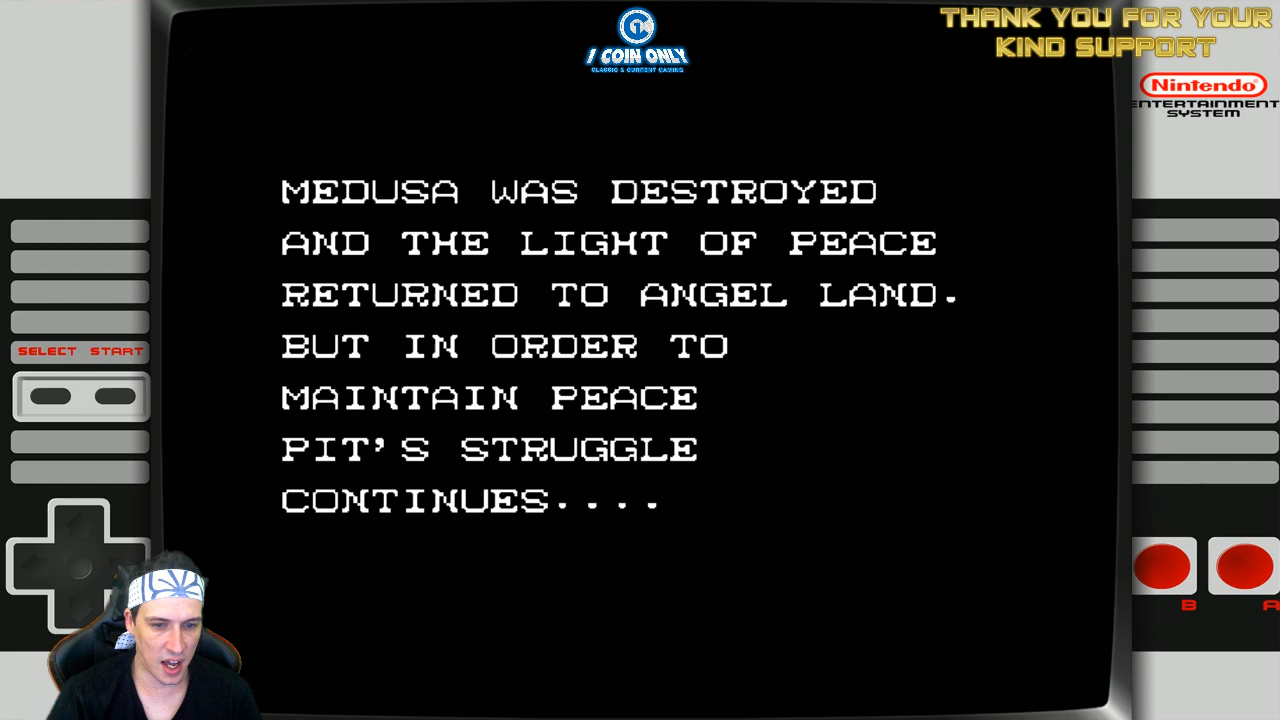 1 COIN ONLY
CLASSIC & CURRENT GAMING
THANK YOU FOR YOUR
KIND SUPPORT
Nintendo®
ENTERTAINMENT
SYSTEM
MEDUSA WAS DESTROYED
AND THE LIGHT OF PEACE
RETURNED TO ANGEL LAND.
BUT IN ORDER TO
MAINTAIN PEACE
PIT'S STRUGGLE
CONTINUES....
SELECT START
B A